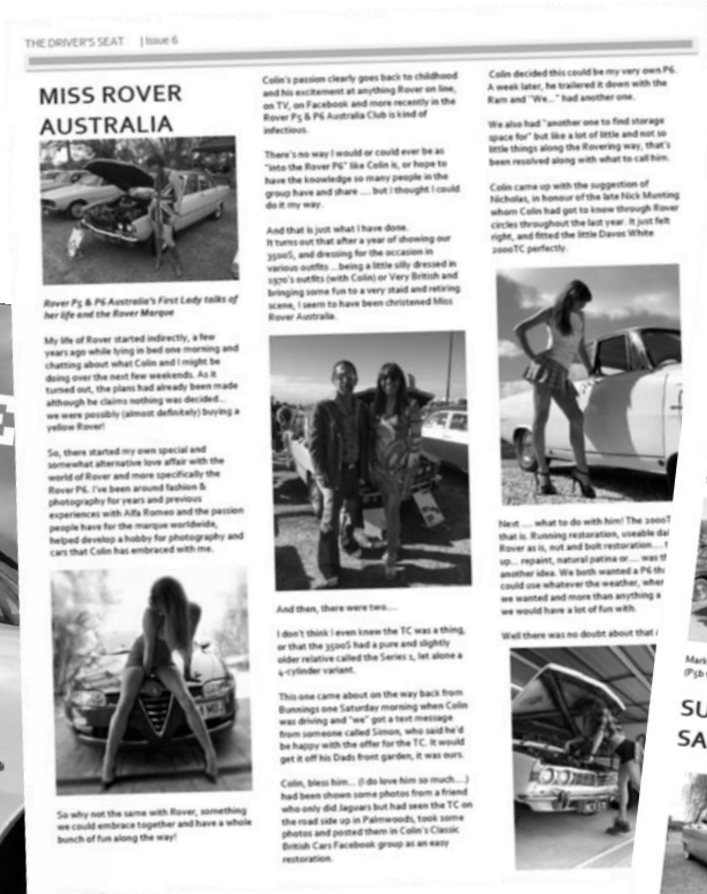 THE DRIVER'S SEAT | Issue 6
MISS ROVER
AUSTRALIA
Rover P5 & P6 Australia's First Lady talks of
her life and the Rover Marque
My life of Rover started indirectly, a few
years ago while lying in bed one morning and
chatting about what Colin and I might be
doing over the next few weekends. As it
turned out, the plans had already been made
although he claims nothing was decided...
we were possibly (almost definitely) buying a
yellow Rover!
So, there started my own special and
somewhat alternative love affair with the
world of Rover and more specifically the
Rover P6. I've been around fashion &
photography for years and previous
experiences with Alfa Romeo and the passion
people have for the marque worldwide,
helped develop a hobby for photography and
cars that Colin has embraced with me.
So why not the same with Rover, something
we could embrace together and have a whole
bunch of fun along the way!
Colin's passion clearly goes back to childhood
and his excitement at anything Rover on line,
on TV, on Facebook and more recently in the
Rover P5 & P6 Australia Club is kind of
infectious.
There's no way I would or could ever be as
"into the Rover P6" like Colin is, or hope to
have the knowledge so many people in the
group have and share .... but I thought I could
do it my way.
And that is just what I have done.
It turns out that after a year of showing our
3500S, and dressing for the occasion in
various outfits ...being a little silly dressed in
1970's outfits (with Colin) or Very British and
bringing some fun to a very staid and retiring
scene, I seem to have been christened Miss
Rover Australia.
And then, there were two....
I don't think I even knew the TC was a thing,
or that the 3500S had a pure and slightly
older relative called the Series 1, let alone a
4-cylinder variant.
This one came about on the way back from
Bunnings one Saturday morning when Colin
was driving and "we" got a text message
from someone called Simon, who said he'd
be happy with the offer for the TC. It would
get it off his Dads front garden, it was ours.
Colin, bless him... (I do love him so much....)
had been shown some photos from a friend
who only did Jaguars but had seen the TC on
the road side up in Palmwoods, took some
photos and posted them in Colin's Classic
British Cars Facebook group as an easy
restoration.
Colin decided this could be my very own P6.
A week later, he trailered it down with the
Ram and "We..." had another one.
We also had "another one to find storage
space for" but like a lot of little and not so
little things along the Rovering way, that's
been resolved along with what to call him.
Colin came up with the suggestion of
Nicholas, in honour of the late Nick Munting
whom Colin had got to know through Rover
circles throughout the last year. It just felt
right, and fitted the little Davos White
2000TC perfectly.
Next .... what to do with him! The 2000T
that is. Running restoration, useable dai
Rover as is, nut and bolt restoration....
up... repaint, natural patina or.... was th
another idea. We both wanted a P6 tha
could use whatever the weather, wher
we wanted and more than anything a
we would have a lot of fun with.
Well there was no doubt about that
Mark
(P5b
SU
SA